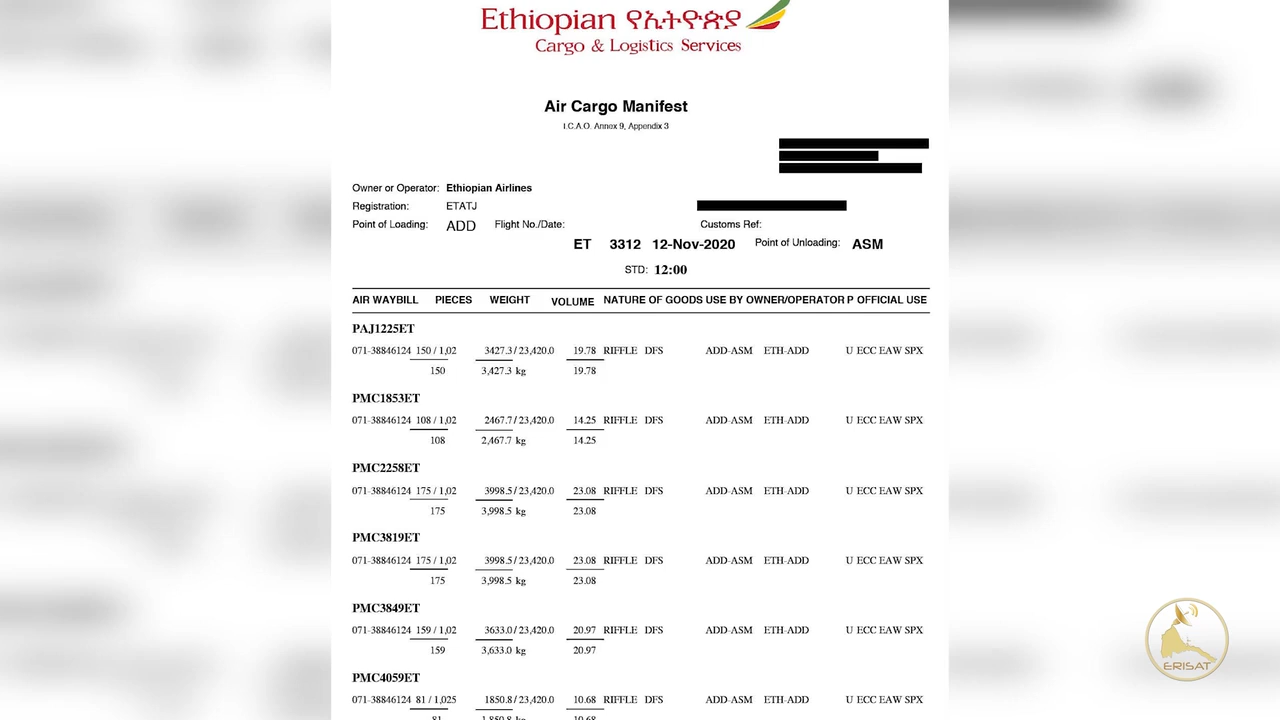 Ethiopian የኢትዮጵያ
Cargo & Logistics Services
Air Cargo Manifest
I.C.A.O. Annex 9, Appendix 3
Owner or Operator: Ethiopian Airlines
Registration: ETATJ
Point of Loading: ADD Flight No./Date: Customs Ref:
ET 3312 12-Nov-2020 Point of Unloading: ASM
STD: 12:00
AIR WAYBILL PIECES WEIGHT VOLUME NATURE OF GOODS USE BY OWNER/OPERATOR P OFFICIAL USE
PAJ1225ET
071-38846124 150 / 1,02 3427.3/23,420.0 19.78 RIFFLE DFS ADD-ASM ETH-ADD U ECC EAW SPX
150 3,427.3 kg 19.78
PMC1853ET
071-38846124 108 / 1,02 2467.7/23,420.0 14.25 RIFFLE DFS ADD-ASM ETH-ADD U ECC EAW SPX
108 2,467.7 kg 14.25
PMC2258ET
071-38846124 175 / 1,02 3998.5/23,420.0 23.08 RIFFLE DFS ADD-ASM ETH-ADD U ECC EAW SPX
175 3,998.5 kg 23.08
PMC3819ET
071-38846124 175 / 1,02 3998.5/23,420.0 23.08 RIFFLE DFS ADD-ASM ETH-ADD U ECC EAW SPX
175 3,998.5 kg 23.08
PMC3849ET
071-38846124 159 / 1,02 3633.0/23,420.0 20.97 RIFFLE DFS ADD-ASM ETH-ADD U ECC EAW SPX
159 3,633.0 kg 20.97
PMC4059ET
071-38846124 81 / 1,025 1850.8/23,420.0 10.68 RIFFLE DFS ADD-ASM ETH-ADD U ECC EAW SPX
81 1,850.8 kg 10.68
ERISAT